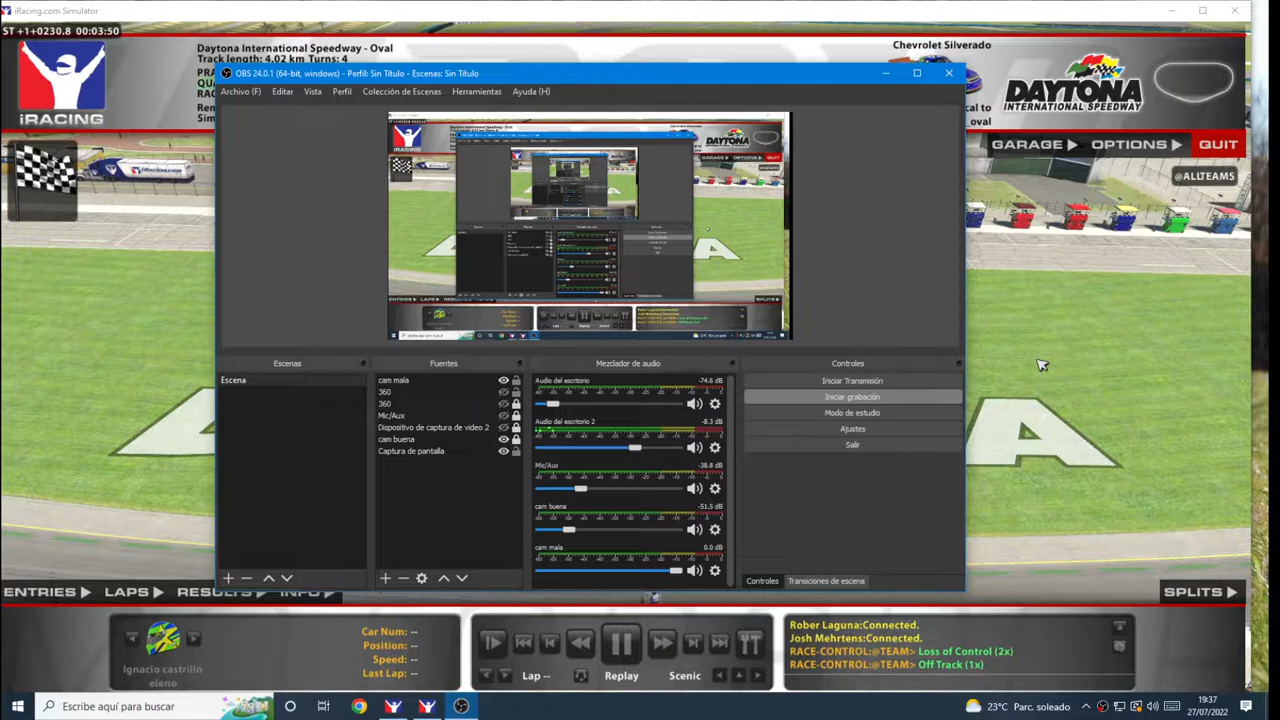 iRacing.com Simulator
ST +1+0230.8 00:03:50
iRACING
Daytona International Speedway - Oval
Track length: 4.02 km Turns: 4
Chevrolet Silverado
DAYTONA
INTERNATIONAL SPEEDWAY
GARAGE
OPTIONS
QUIT
@ALLTEAMS
OBS 24.0.1 (64-bit, windows) - Perfil: Sin Título - Escenas: Sin Título
Archivo (F)
Editar
Vista
Perfil
Colección de Escenas
Herramientas
Ayuda (H)
Escenas
Escena
Fuentes
cam mala
360
360
Mic/Aux
Dispositivo de captura de video 2
cam buena
Captura de pantalla
Mezclador de audio
Audio del escritorio
-74.6 dB
Audio del escritorio 2
-8.3 dB
Mic/Aux
-38.8 dB
cam buena
-51.5 dB
cam mala
0.0 dB
Controles
Iniciar Transmisión
Iniciar grabación
Modo de estudio
Ajustes
Salir
Controles
Transiciones de escena
ENTRIES
LAPS
RESULTS
INFO
SPLITS
Ignacio castrillo
eleno
Car Num: --
Position: --
Speed: --
Last Lap: --
Lap --
Replay
Scenic
Rober Laguna:Connected.
Josh Mehrtens:Connected.
RACE-CONTROL:@TEAM> Loss of Control (2x)
RACE-CONTROL:@TEAM> Off Track (1x)
Escribe aquí para buscar
23°C Parc. soleado
19:37
27/07/2022